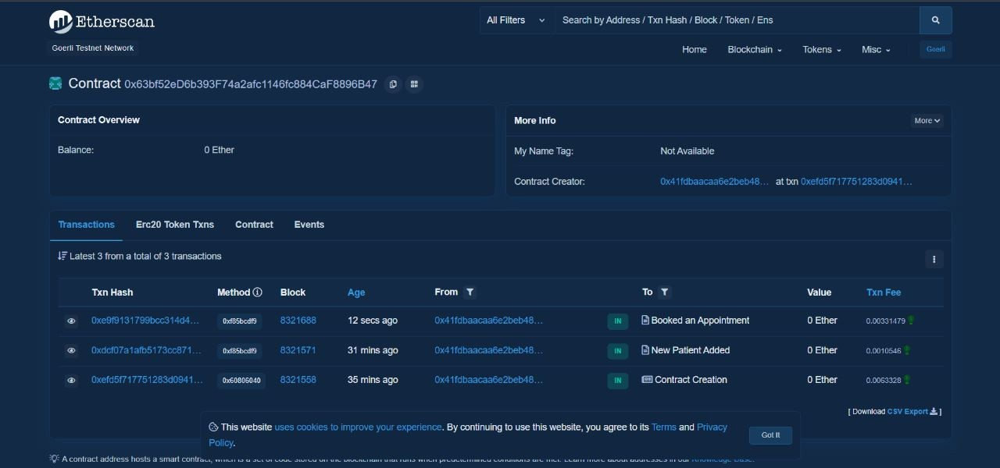 Etherscan
All Filters Search by Address / Txn Hash / Block / Token / Ens
Goerli Testnet Network
Home Blockchain Tokens Misc Goerli
Contract 0x63bf52eD6b393F74a2afc1146fc884CaF8896B47
Contract Overview
Balance: 0 Ether
More Info More
My Name Tag: Not Available
Contract Creator: 0x41fdbaacaa6e2beb48... at txn 0xefd5f717751283d0941...
Transactions Erc20 Token Txns Contract Events
Latest 3 from a total of 3 transactions
Txn Hash Method Block Age From To Value Txn Fee
0xe9f9131799bcc314d4... 0xf85bcdf9 8321688 12 secs ago 0x41fdbaacaa6e2beb48... IN Booked an Appointment 0 Ether 0.00331479
0xdcf07a1afb5173cc871... 0xf85bcdf9 8321571 31 mins ago 0x41fdbaacaa6e2beb48... IN New Patient Added 0 Ether 0.0010546
0xefd5f717751283d0941... 0x60806040 8321558 35 mins ago 0x41fdbaacaa6e2beb48... IN Contract Creation 0 Ether 0.0063328
[ Download CSV Export ]
This website uses cookies to improve your experience. By continuing to use this website, you agree to its Terms and Privacy
Policy.
Got It
A contract address hosts a smart contract, which is a set of code stored on the blockchain that runs when predetermined conditions are met. Learn more about addresses in our Knowledge Base.